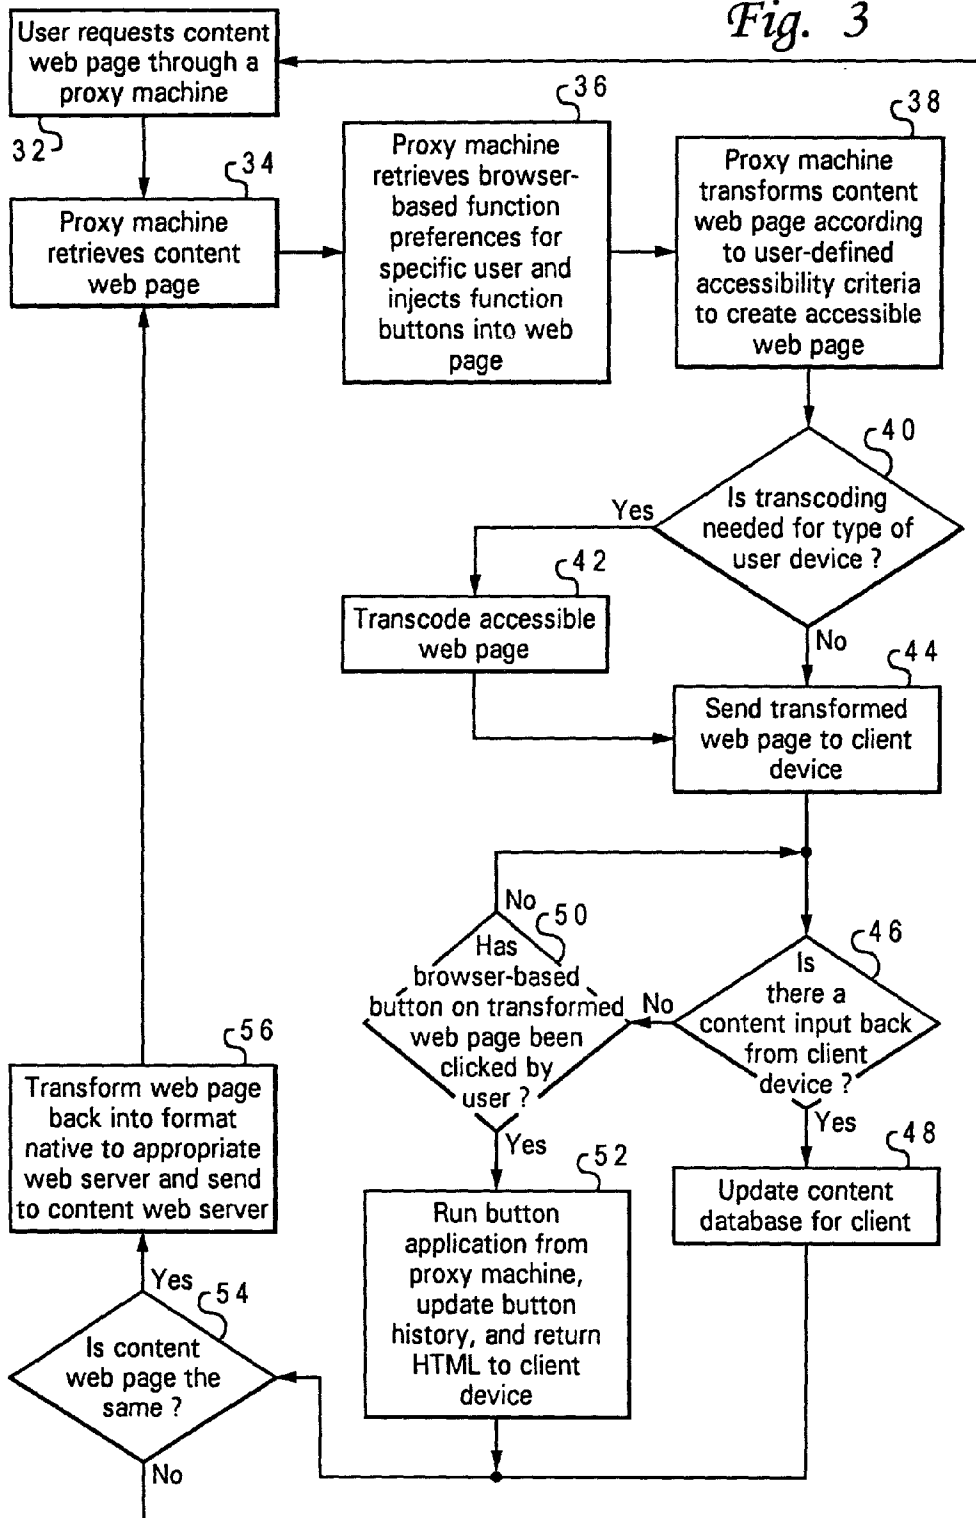 Fig. 3
User requests content
web page through a
proxy machine
32
34
Proxy machine
retrieves content
web page
36
Proxy machine
retrieves browser-
based function
preferences for
specific user and
injects function
buttons into web
page
38
Proxy machine
transforms content
web page according
to user-defined
accessibility criteria
to create accessible
web page
40
Is transcoding
needed for type of
user device ?
Yes
No
42
Transcode accessible
web page
44
Send transformed
web page to client
device
46
Is
there a
content input back
from client
device ?
No
Yes
48
Update content
database for client
50
Has
browser-based
button on transformed
web page been
clicked by
user ?
No
Yes
52
Run button
application from
proxy machine,
update button
history, and return
HTML to client
device
54
Is content
web page the
same ?
Yes
No
56
Transform web page
back into format
native to appropriate
web server and send
to content web server